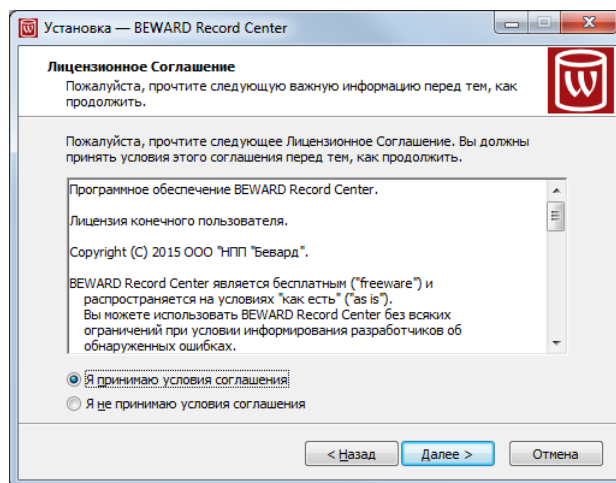 Установка — BEWARD Record Center
Лицензионное Соглашение
Пожалуйста, прочтите следующую важную информацию перед тем, как
продолжить.
W
Пожалуйста, прочтите следующее Лицензионное Соглашение. Вы должны
принять условия этого соглашения перед тем, как продолжить.
Программное обеспечение BEWARD Record Center.
Лицензия конечного пользователя.
Copyright (C) 2015 ООО "НПП "Бевард".
BEWARD Record Center является бесплатным ("freeware") и
распространяется на условиях "как есть" ("as is").
Вы можете использовать BEWARD Record Center без всяких
ограничений при условии информирования разработчиков об
обнаруженных ошибках.
Я принимаю условия соглашения
Я не принимаю условия соглашения
< Назад Далее > Отмена